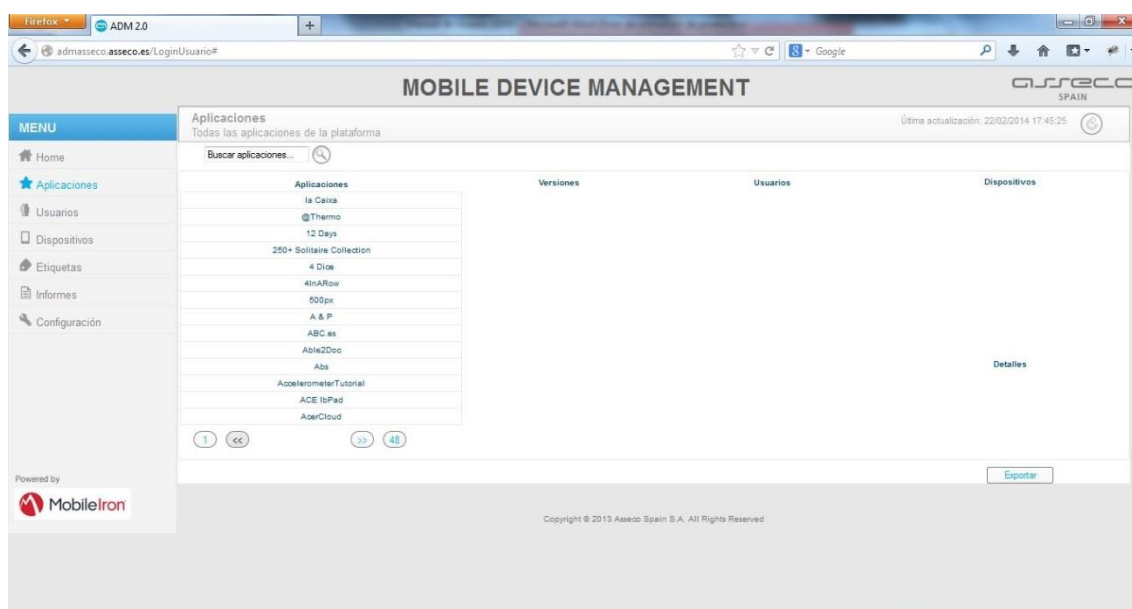 Firefox
ADM 2.0
admasseco.asseco.es/LoginUsuario#
Google
MOBILE DEVICE MANAGEMENT
asseco
SPAIN
MENU
Aplicaciones
Todas las aplicaciones de la plataforma
Última actualización: 22/02/2014 17:45:25
Home
Aplicaciones
Usuarios
Dispositivos
Etiquetas
Informes
Configuración
Buscar aplicaciones...
Aplicaciones
Versiones
Usuarios
Dispositivos
la Caixa
@Thermo
12 Days
250+ Solitaire Collection
4 Dice
4InARow
500px
A & P
ABC.es
Able2Doc
Abs
AccelerometerTutorial
ACE IbPad
AcerCloud
Detalles
1
<<
>>
48
Exportar
Powered by
MobileIron
Copyright © 2013 Asseco Spain S.A. All Rights Reserved